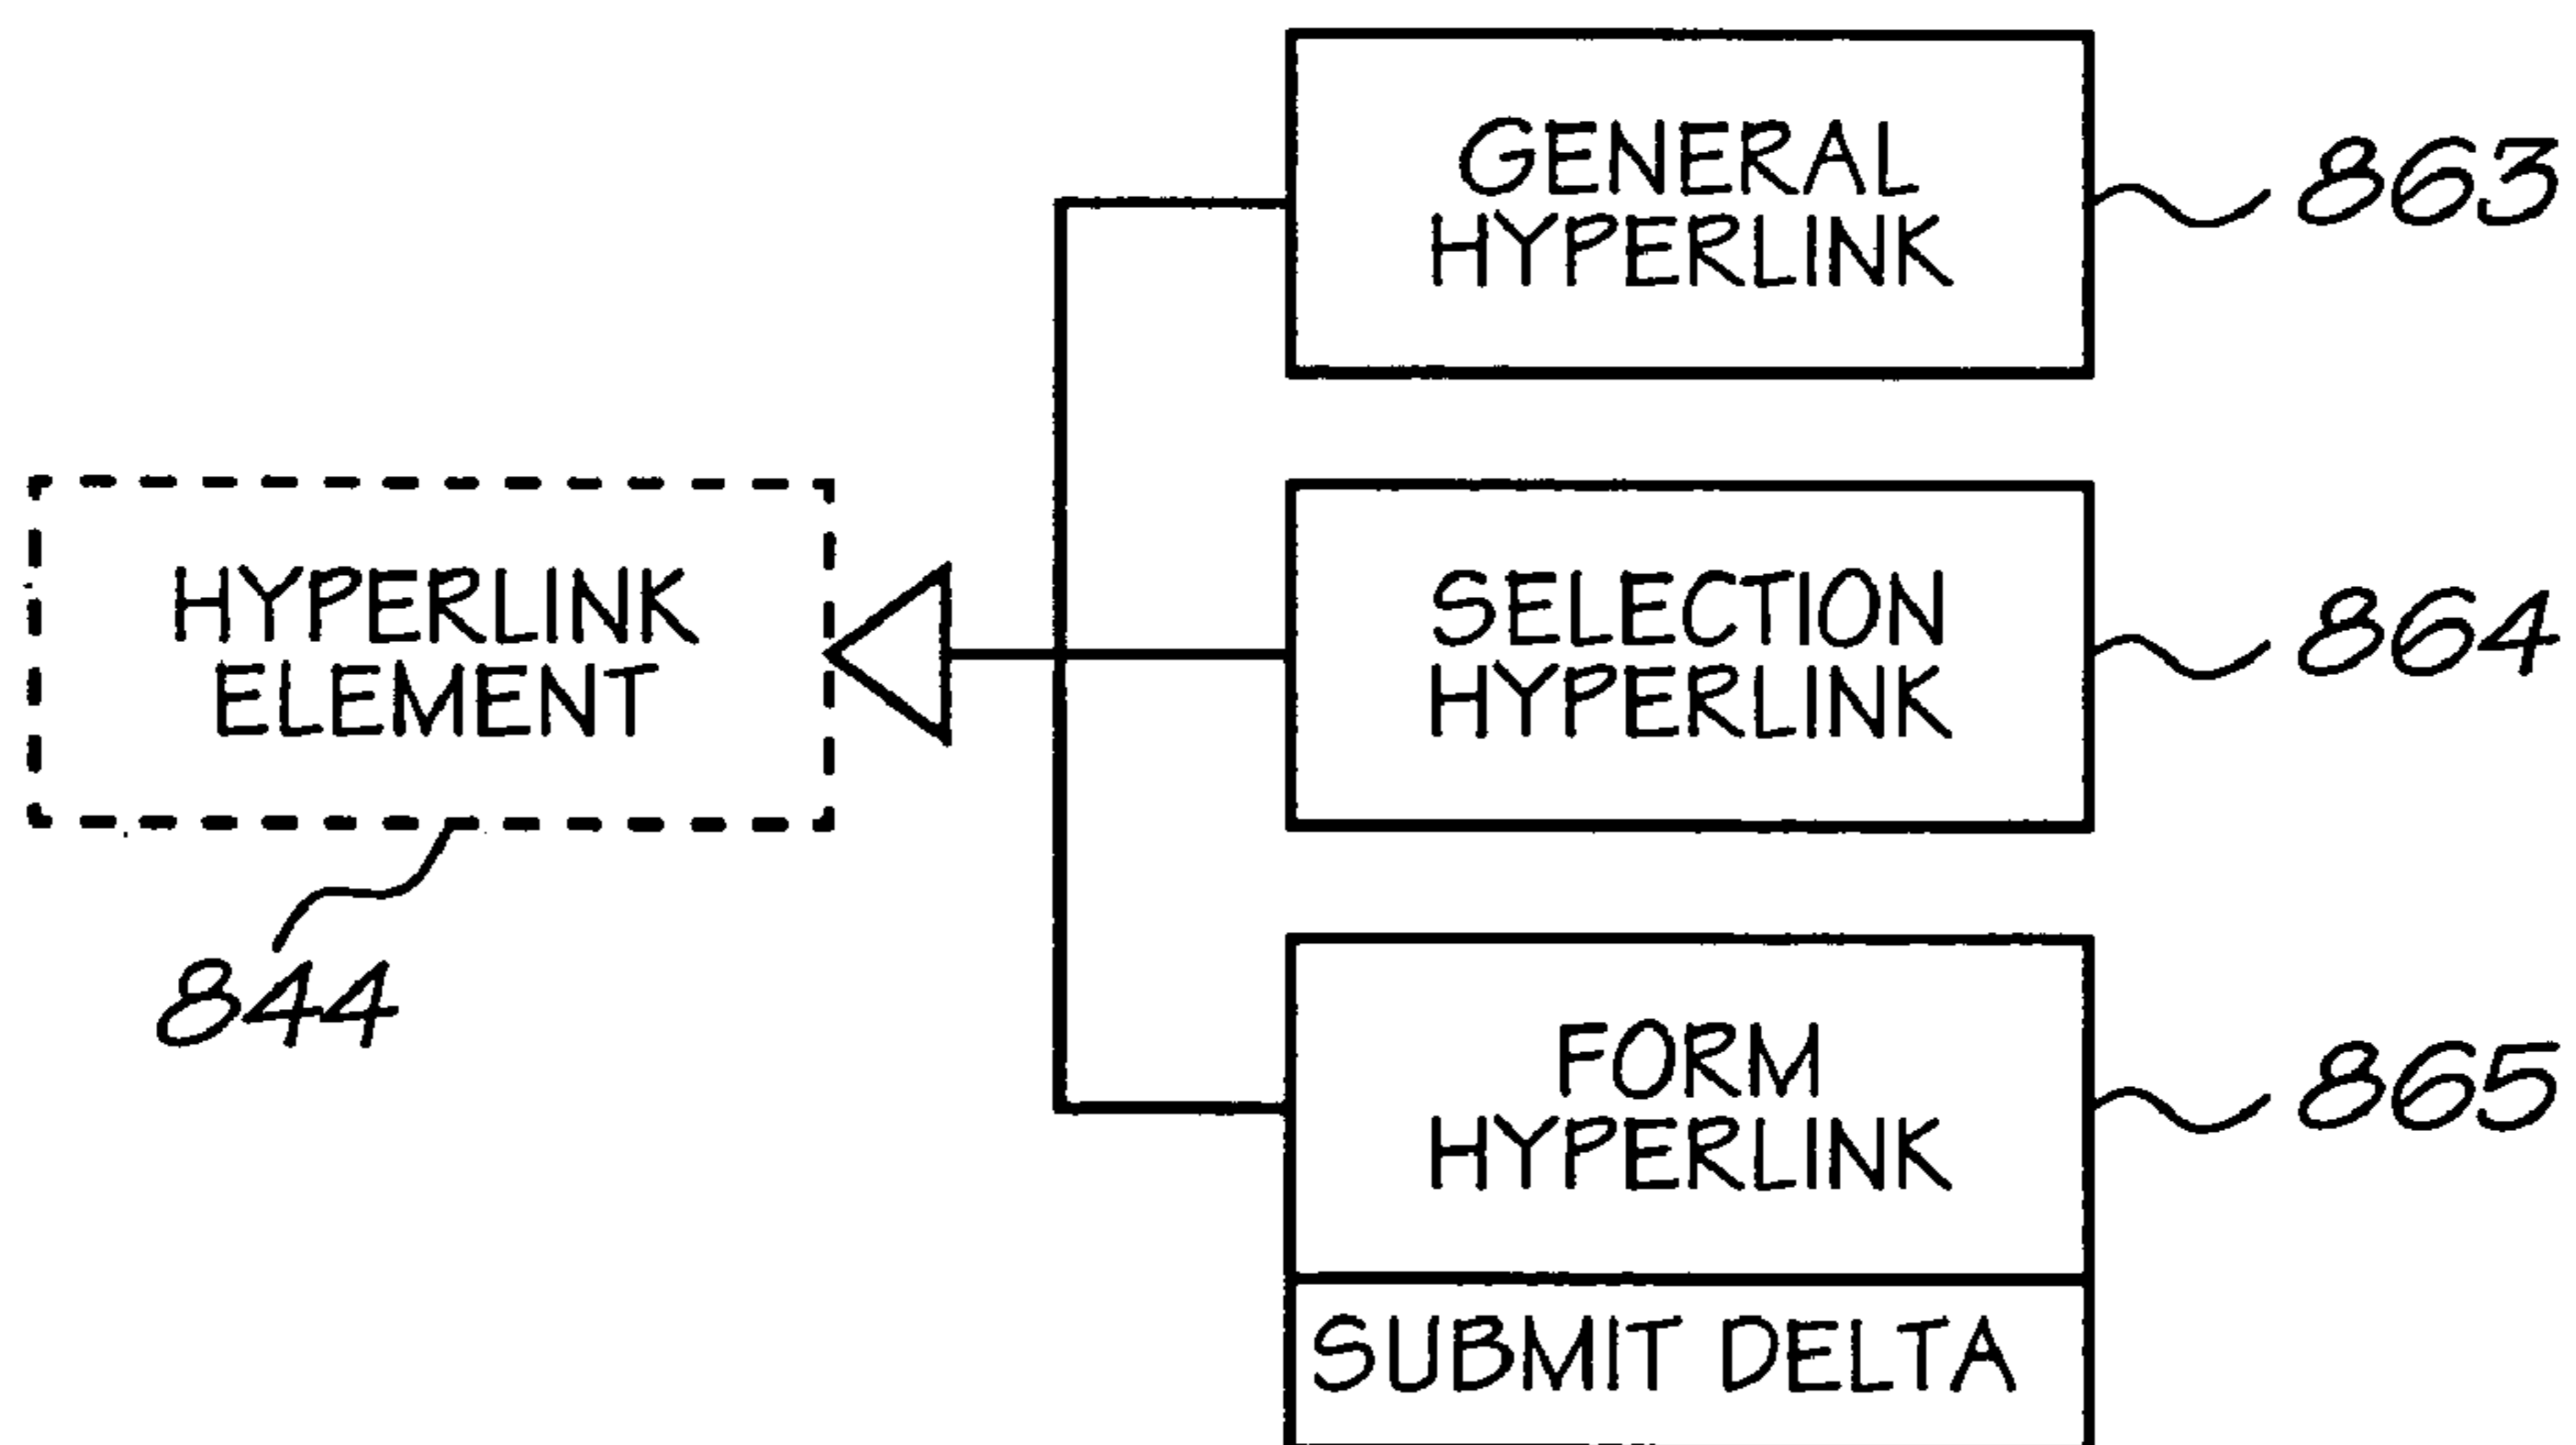 GENERAL
HYPERLINK
863
HYPERLINK
ELEMENT
844
SELECTION
HYPERLINK
864
FORM
HYPERLINK
865
SUBMIT DELTA